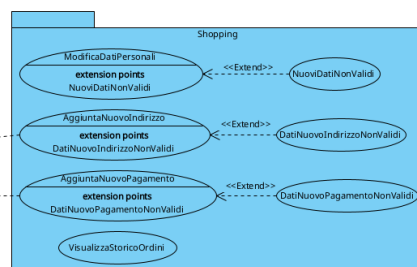 Shopping
ModificaDatiPersonali
extension points
NuoviDatiNonValidi
<<Extend>>
NuoviDatiNonValidi
AggiuntaNuovoIndirizzo
extension points
DatiNuovoIndirizzoNonValidi
<<Extend>>
DatiNuovoIndirizzoNonValidi
AggiuntaNuovoPagamento
extension points
DatiNuovoPagamentoNonValidi
<<Extend>>
DatiNuovoPagamentoNonValidi
VisualizzaStoricoOrdini